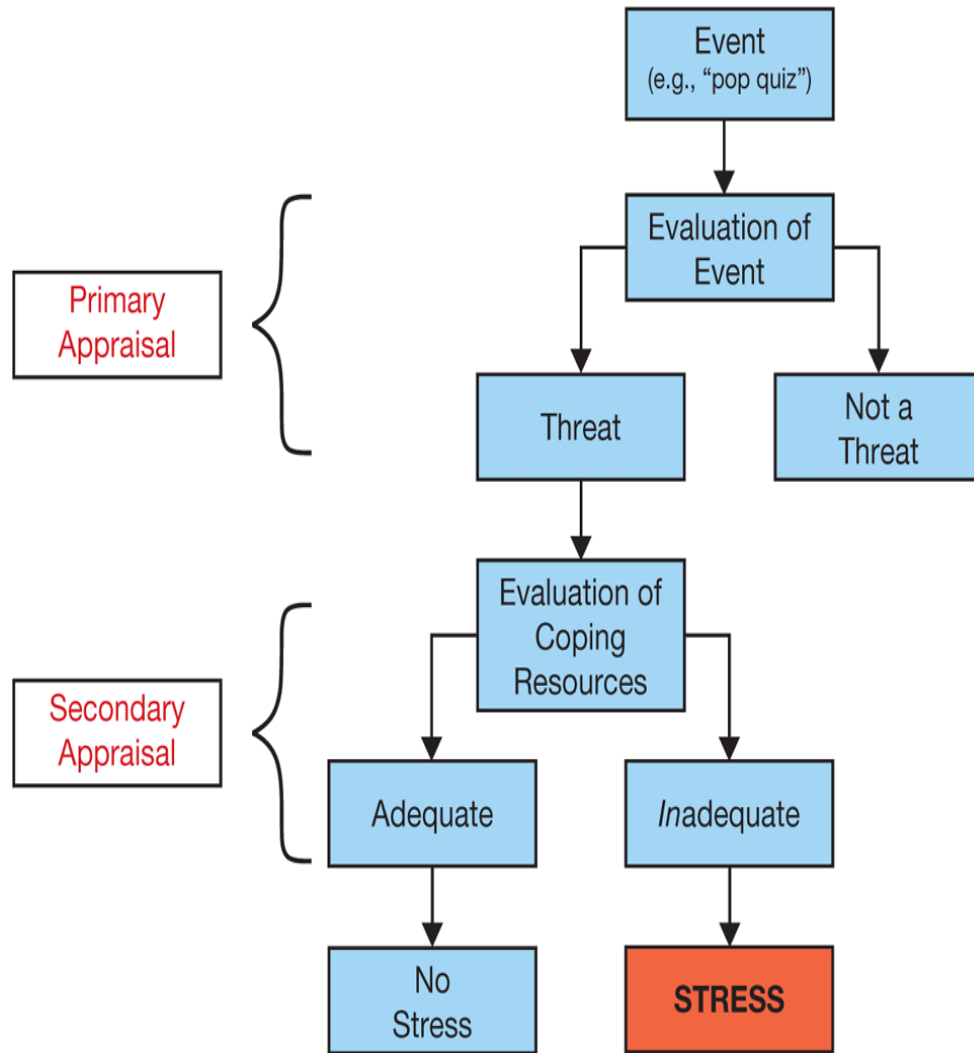 Event
(e.g., “pop quiz”)
Evaluation of
Event
Primary
Appraisal
Threat
Not a
Threat
Evaluation of
Coping
Resources
Secondary
Appraisal
Adequate
Inadequate
No
Stress
STRESS